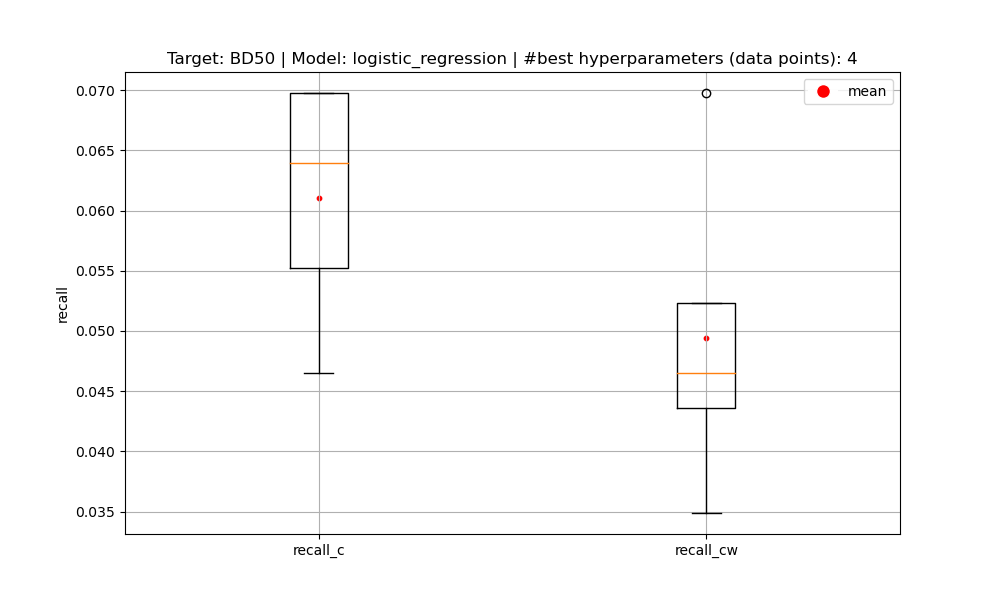 Target: BD50 | Model: logistic_regression | #best hyperparameters (data points): 4
mean
0.070
0.065
0.060
0.055
0.050
0.045
0.040
0.035
recall
recall_c
recall_cw